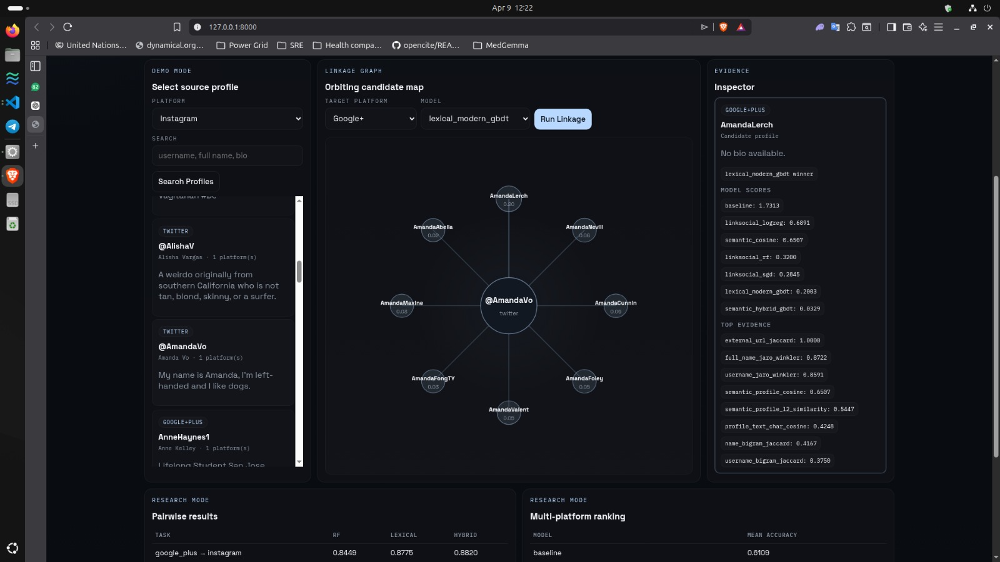 Apr 9 12:22
127.0.0.1:8000
United Nations...
dynamical.org...
Power Grid
SRE
Health compa...
opencite/REA...
MedGemma
82
DEMO MODE
Select source profile
PLATFORM
Instagram
SEARCH
username, full name, bio
Search Profiles
vagitarian #BC
TWITTER
@AlishaV
Alisha Vargas · 1 platform(s)
A weirdo originally from
southern California who is not
tan, blond, skinny, or a surfer.
TWITTER
@AmandaVo
Amanda Vo · 1 platform(s)
My name is Amanda, I'm left-
handed and I like dogs.
GOOGLE+PLUS
AnneHaynes1
Anne Kelley · 1 platform(s)
Lifelong Student San Jose
LINKAGE GRAPH
Orbiting candidate map
TARGET PLATFORM
MODEL
Google+
lexical_modern_gbdt
Run Linkage
AmandaLerch
0.20
AmandaAbella
0.02
AmandaNevill
0.06
AmandaMaxine
0.03
@AmandaVo
twitter
AmandaCunnin
0.06
AmandaFongTY
0.03
AmandaFoley
0.05
AmandaValent
0.05
EVIDENCE
Inspector
GOOGLE+PLUS
AmandaLerch
Candidate profile
No bio available.
lexical_modern_gbdt winner
MODEL SCORES
baseline: 1.7313
linksocial_logreg: 0.6891
semantic_cosine: 0.6507
linksocial_rf: 0.3200
linksocial_sgd: 0.2845
lexical_modern_gbdt: 0.2003
semantic_hybrid_gbdt: 0.0329
TOP EVIDENCE
external_url_jaccard: 1.0000
full_name_jaro_winkler: 0.8722
username_jaro_winkler: 0.8591
semantic_profile_cosine: 0.6507
semantic_profile_l2_similarity: 0.5447
profile_text_char_cosine: 0.4248
name_bigram_jaccard: 0.4167
username_bigram_jaccard: 0.3750
RESEARCH MODE
Pairwise results
TASK RF LEXICAL HYBRID
google_plus → instagram 0.8449 0.8775 0.8820
RESEARCH MODE
Multi-platform ranking
MODEL MEAN ACCURACY
baseline 0.6109